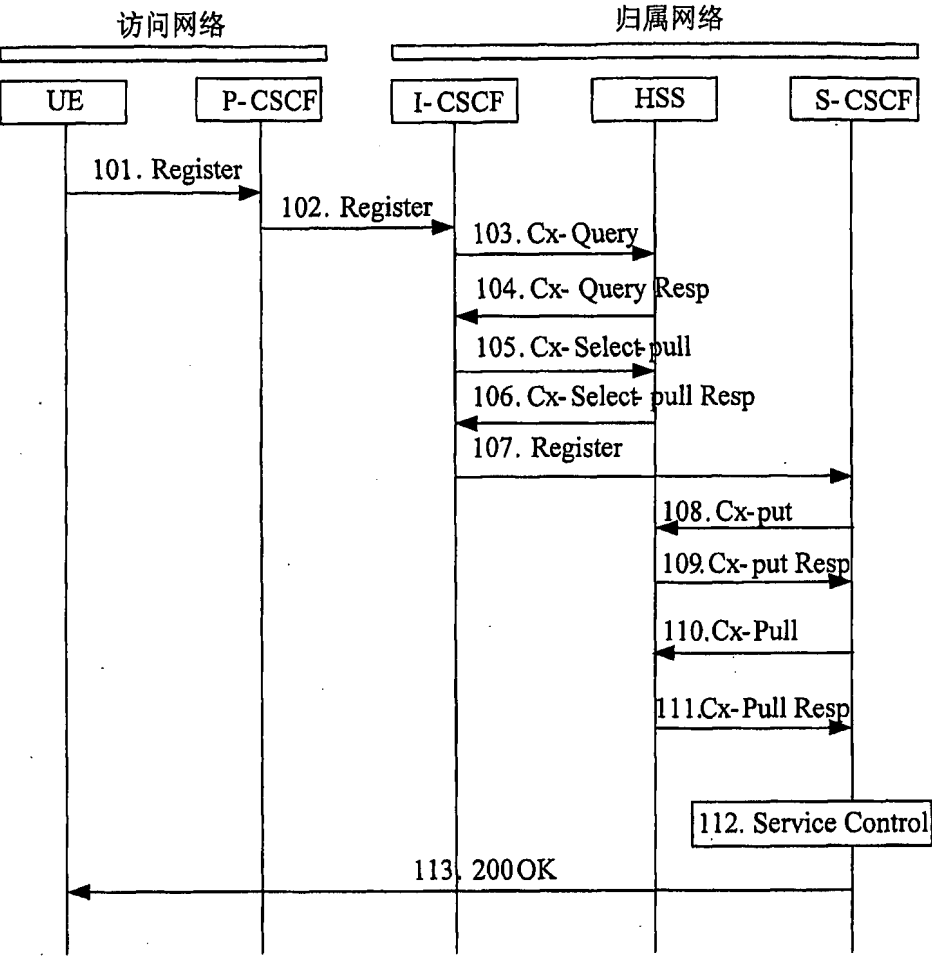 访问网络
归属网络
UE
P-CSCF
I-CSCF
HSS
S-CSCF
101. Register
102. Register
103. Cx-Query
104. Cx- Query Resp
105. Cx-Select-pull
106. Cx-Select-pull Resp
107. Register
108. Cx-put
109. Cx-put Resp
110. Cx-Pull
111. Cx-Pull Resp
112. Service Control
113. 200OK